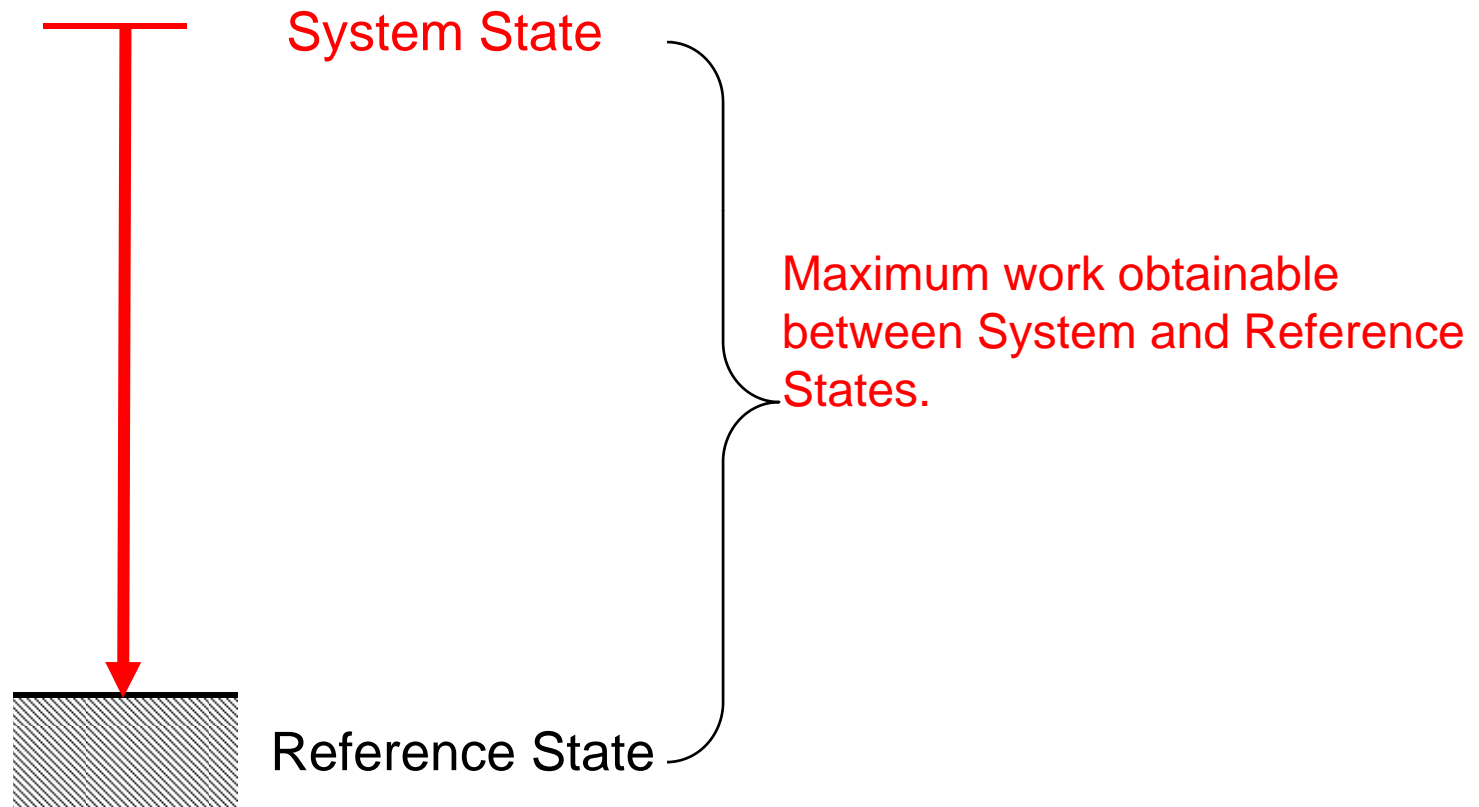 System State
Maximum work obtainable
between System and Reference
States.
Reference State